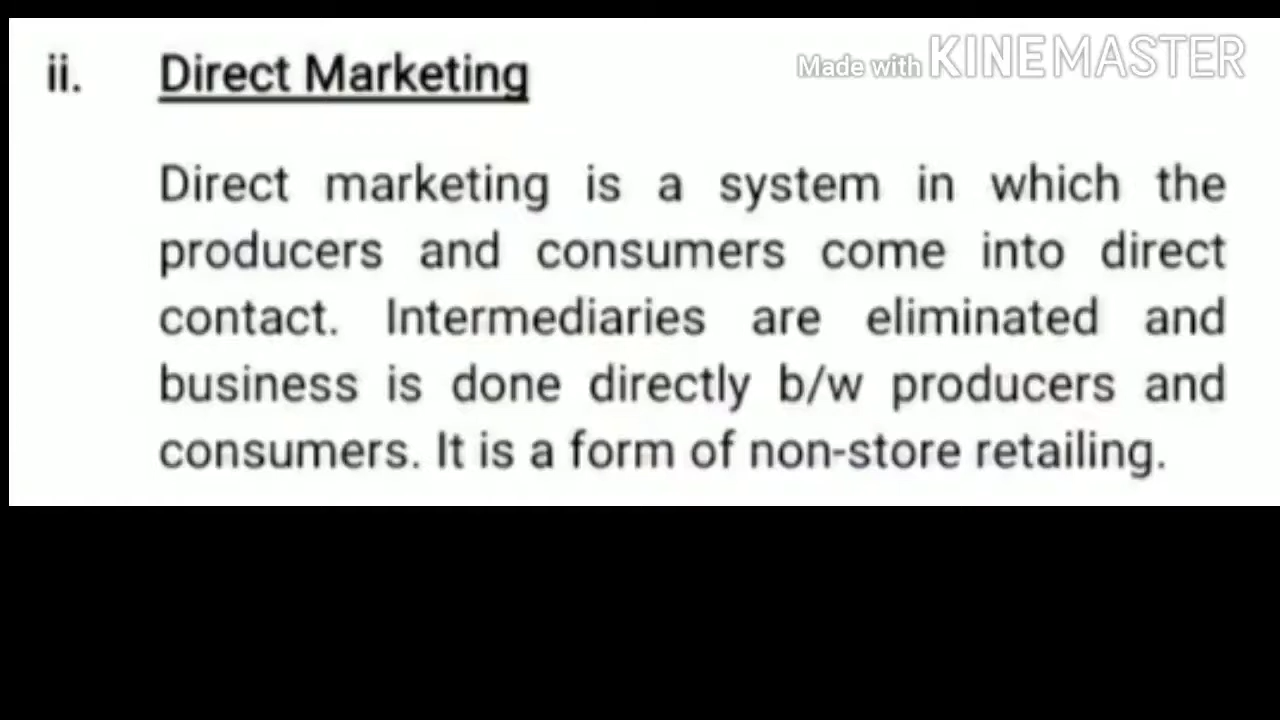 Made with KINEMASTER
ii. Direct Marketing
Direct marketing is a system in which the
producers and consumers come into direct
contact. Intermediaries are eliminated and
business is done directly b/w producers and
consumers. It is a form of non-store retailing.